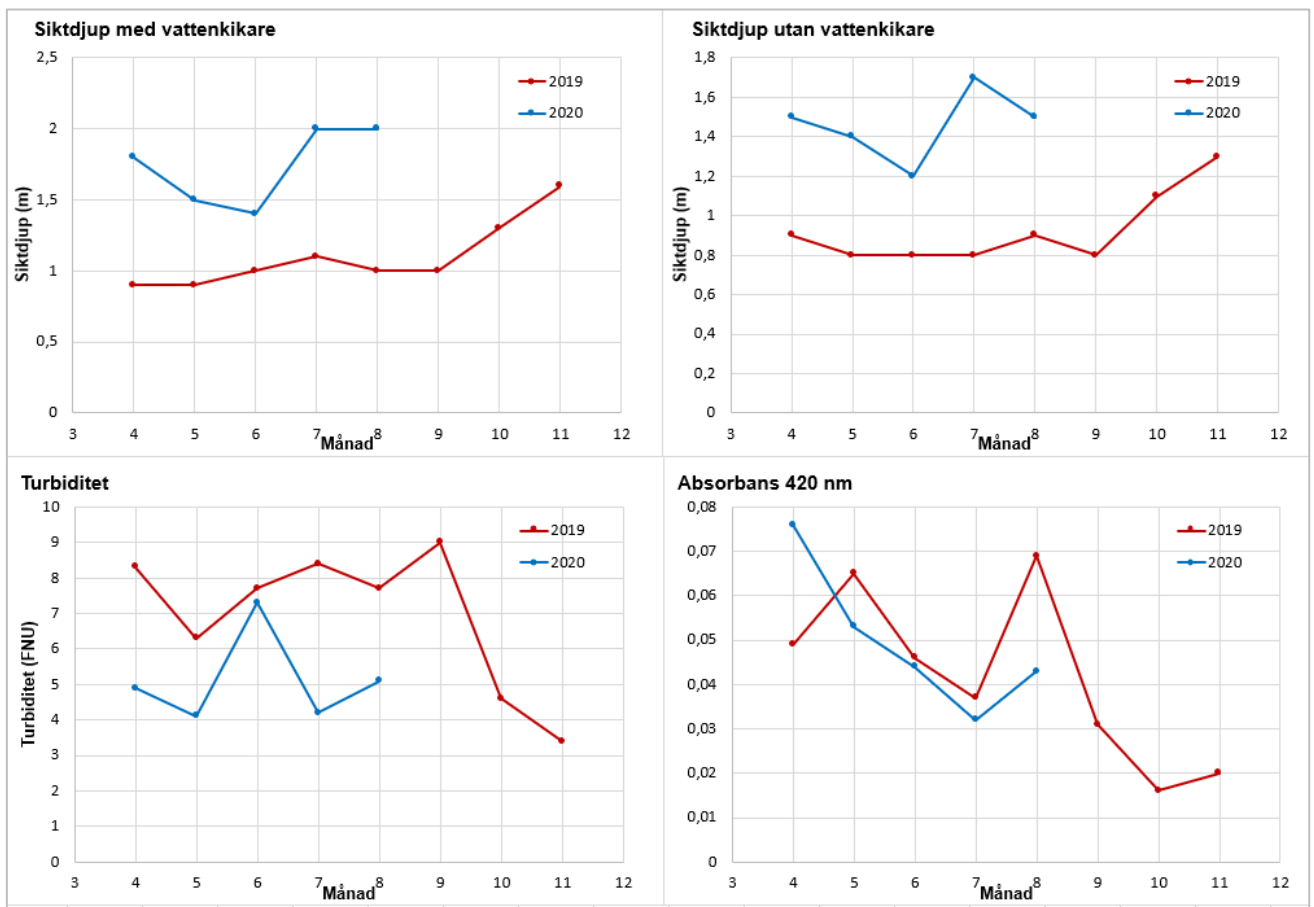 Siktdjup med vattenkikare
2,5
2
1,5
1
0,5
0
Siktdjup (m)
2019
2020
3 4 5 6 7 8 9 10 11 12
Månad
Siktdjup utan vattenkikare
1,8
1,6
1,4
1,2
1
0,8
0,6
0,4
0,2
0
Siktdjup (m)
2019
2020
3 4 5 6 7 8 9 10 11 12
Månad
Turbiditet
10
9
8
7
6
5
4
3
2
1
0
Turbiditet (FNU)
2019
2020
3 4 5 6 7 8 9 10 11 12
Månad
Absorbans 420 nm
0,08
0,07
0,06
0,05
0,04
0,03
0,02
0,01
0
2019
2020
3 4 5 6 7 8 9 10 11 12
Månad